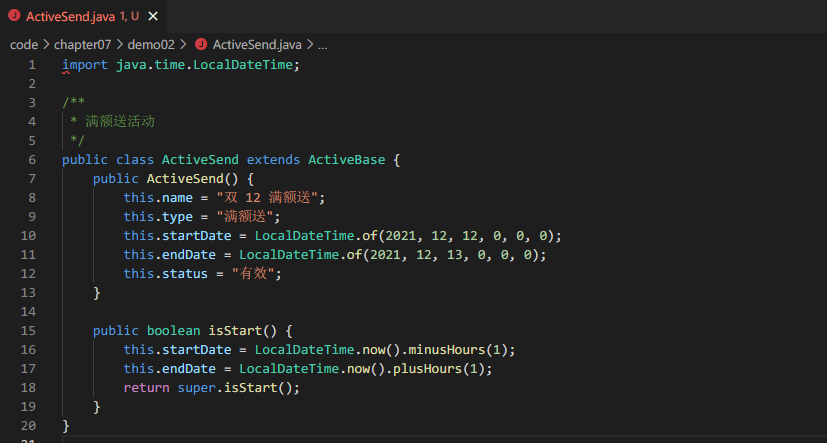 ActiveSend.java 1, U ×
code > chapter07 > demo02 > ActiveSend.java > ...
1 import java.time.LocalDateTime;
2
3 /**
4  * 满额送活动
5  */
6 public class ActiveSend extends ActiveBase {
7     public ActiveSend() {
8         this.name = "双 12 满额送";
9         this.type = "满额送";
10         this.startDate = LocalDateTime.of(2021, 12, 12, 0, 0, 0);
11         this.endDate = LocalDateTime.of(2021, 12, 13, 0, 0, 0);
12         this.status = "有效";
13     }
14
15     public boolean isStart() {
16         this.startDate = LocalDateTime.now().minusHours(1);
17         this.endDate = LocalDateTime.now().plusHours(1);
18         return super.isStart();
19     }
20 }
21